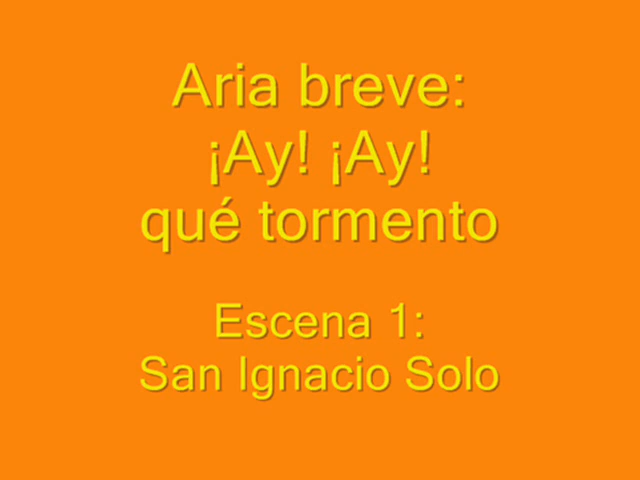 Aria breve:
¡Ay! ¡Ay!
qué tormento
Escena 1:
San Ignacio Solo